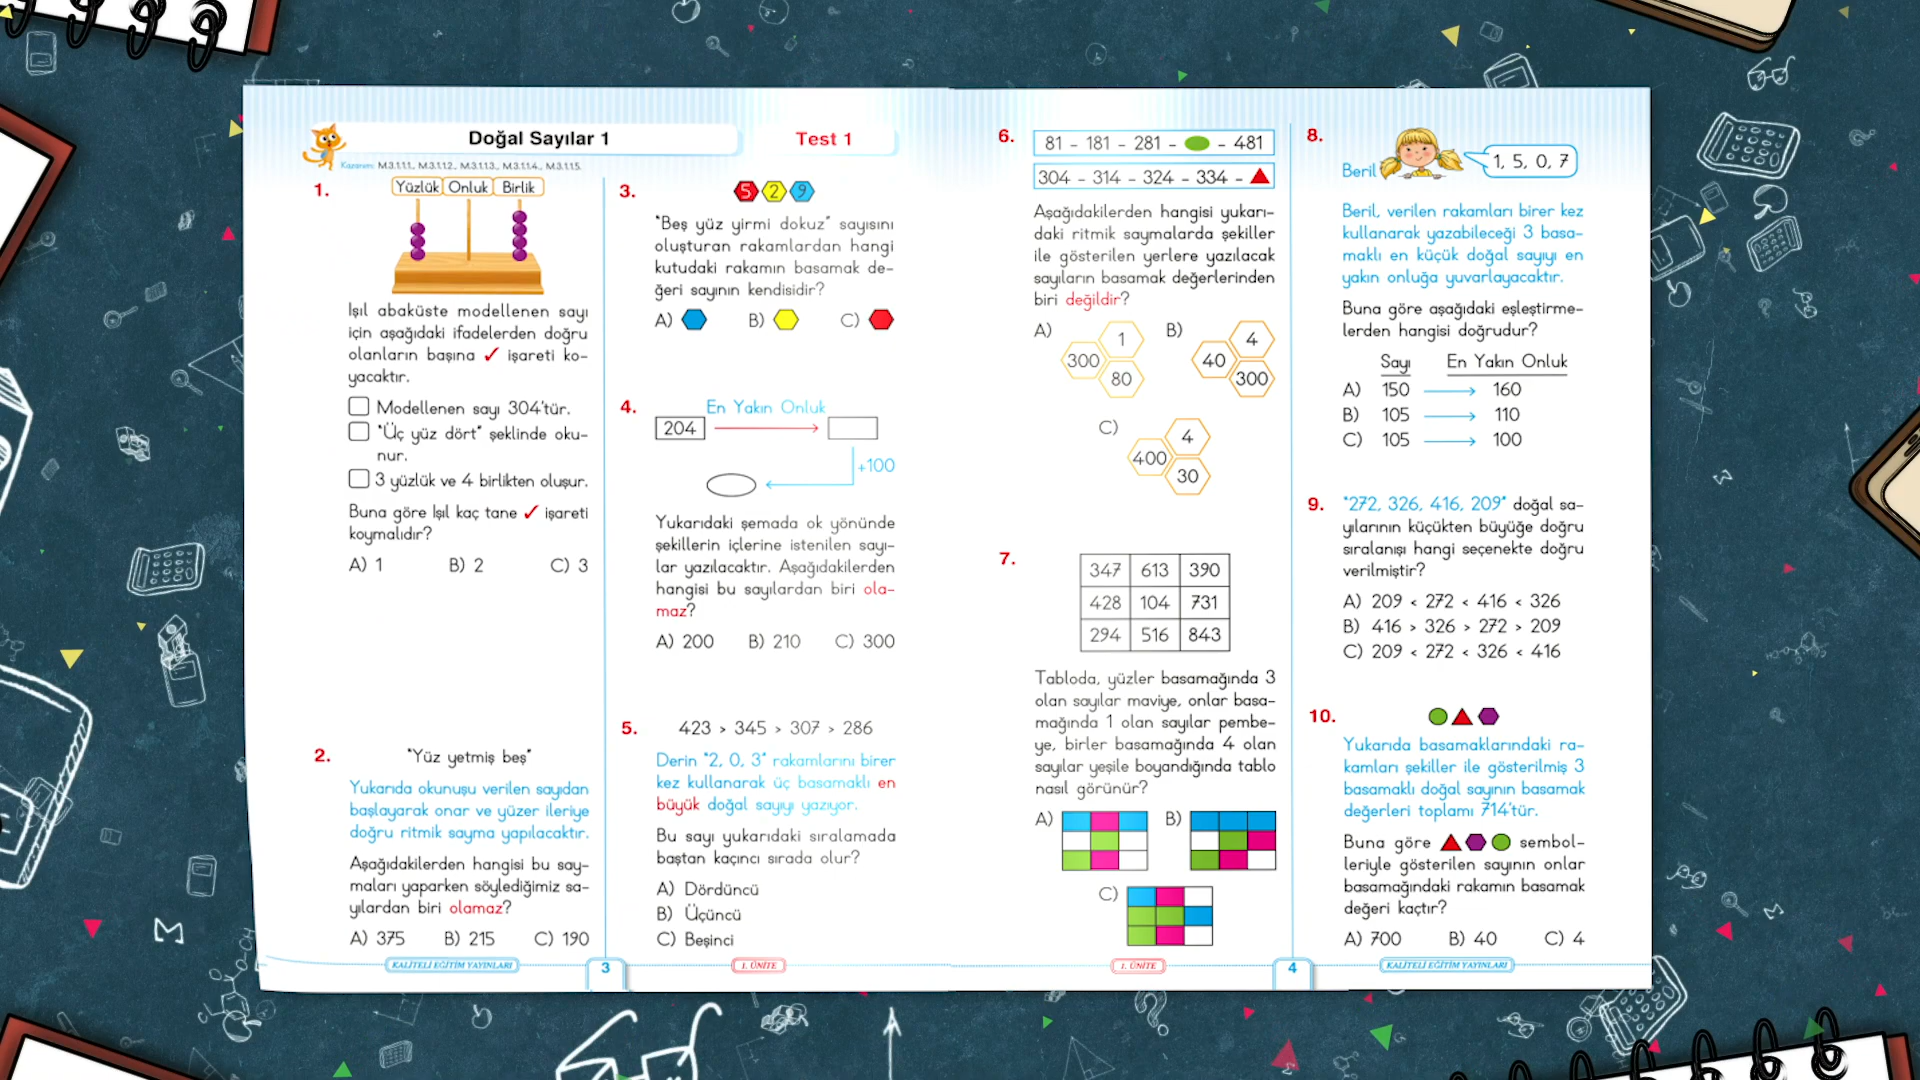 Doğal Sayılar 1
Test 1
Kazanım: M.3.1.1.1., M.3.1.1.2., M.3.1.1.3., M.3.1.1.4., M.3.1.1.5.
1.
Yüzlük Onluk Birlik
Işıl abaküste modellenen sayı
için aşağıdaki ifadelerden doğru
olanların başına ✓ işareti ko-
yacaktır.
Modellenen sayı 304'tür.
"Üç yüz dört" şeklinde oku-
nur.
3 yüzlük ve 4 birlikten oluşur.
Buna göre Işıl kaç tane ✓ işareti
koymalıdır?
A) 1 B) 2 C) 3
2.
"Yüz yetmiş beş"
Yukarıda okunuşu verilen sayıdan
başlayarak onar ve yüzer ileriye
doğru ritmik sayma yapılacaktır.
Aşağıdakilerden hangisi bu say-
maları yaparken söylediğimiz sa-
yılardan biri olamaz?
A) 375 B) 215 C) 190
3.
5 2 9
"Beş yüz yirmi dokuz" sayısını
oluşturan rakamlardan hangi
kutudaki rakamın basamak de-
ğeri sayının kendisidir?
A) B) C)
4.
En Yakın Onluk
204
+100
Yukarıdaki şemada ok yönünde
şekillerin içlerine istenilen sayı-
lar yazılacaktır. Aşağıdakilerden
hangisi bu sayılardan biri ola-
maz?
A) 200 B) 210 C) 300
5.
423 > 345 > 307 > 286
Derin "2, 0, 3" rakamlarını birer
kez kullanarak üç basamaklı en
büyük doğal sayıyı yazıyor.
Bu sayı yukarıdaki sıralamada
baştan kaçıncı sırada olur?
A) Dördüncü
B) Üçüncü
C) Beşinci
KALİTELİ EĞİTİM YAYINLARI
3
1. ÜNİTE
6.
81 - 181 - 281 - - 481
304 - 314 - 324 - 334 -
Aşağıdakilerden hangisi yukarı-
daki ritmik saymalarda şekiller
ile gösterilen yerlere yazılacak
sayıların basamak değerlerinden
biri değildir?
A) 300 1 80
B) 40 4 300
C) 400 4 30
7.
347 613 390
428 104 731
294 516 843
Tabloda, yüzler basamağında 3
olan sayılar maviye, onlar basa-
mağında 1 olan sayılar pembe-
ye, birler basamağında 4 olan
sayılar yeşile boyandığında tablo
nasıl görünür?
A) B)
C)
8.
Beril
1, 5, 0, 7
Beril, verilen rakamları birer kez
kullanarak yazabileceği 3 basa-
maklı en küçük doğal sayıyı en
yakın onluğa yuvarlayacaktır.
Buna göre aşağıdaki eşleştirme-
lerden hangisi doğrudur?
Sayı En Yakın Onluk
A) 150 → 160
B) 105 → 110
C) 105 → 100
9.
"272, 326, 416, 209" doğal sa-
yılarının küçükten büyüğe doğru
sıralanışı hangi seçenekte doğru
verilmiştir?
A) 209 < 272 < 416 < 326
B) 416 > 326 > 272 > 209
C) 209 < 272 < 326 < 416
10.
Yukarıda basamaklarındaki ra-
kamları şekiller ile gösterilmiş 3
basamaklı doğal sayının basamak
değerleri toplamı 714'tür.
Buna göre sembol-
leriyle gösterilen sayının onlar
basamağındaki rakamın basamak
değeri kaçtır?
A) 700 B) 40 C) 4
1. ÜNİTE
4
KALİTELİ EĞİTİM YAYINLARI